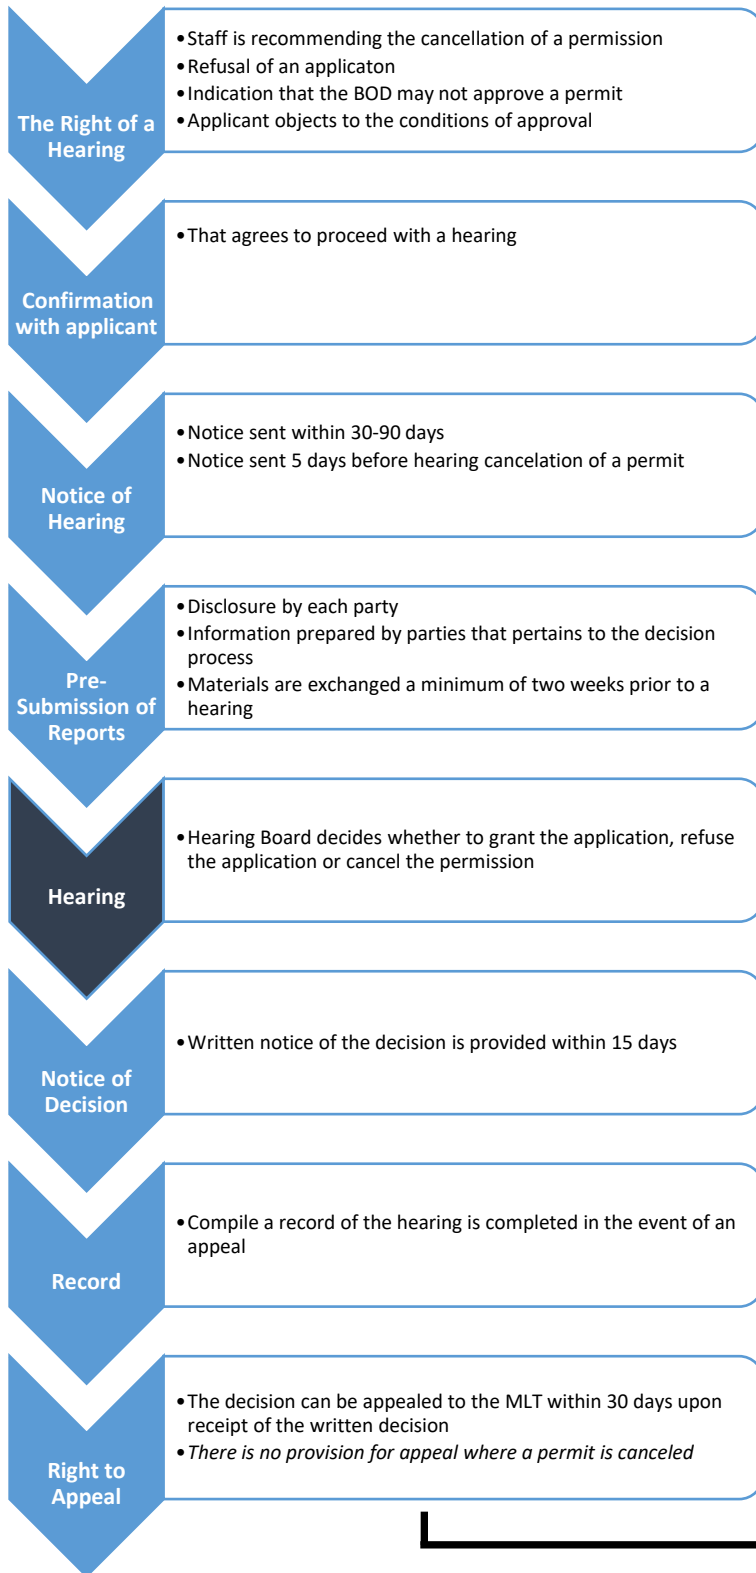 The Right of a
Hearing
•Staff is recommending the cancellation of a permission
•Refusal of an applicaton
•Indication that the BOD may not approve a permit
•Applicant objects to the conditions of approval
Confirmation
with applicant
•That agrees to proceed with a hearing
Notice of
Hearing
•Notice sent within 30-90 days
•Notice sent 5 days before hearing cancelation of a permit
Pre-
Submission of
Reports
•Disclosure by each party
•Information prepared by parties that pertains to the decision
process
•Materials are exchanged a minimum of two weeks prior to a
hearing
Hearing
•Hearing Board decides whether to grant the application, refuse
the application or cancel the permission
Notice of
Decision
•Written notice of the decision is provided within 15 days
Record
•Compile a record of the hearing is completed in the event of an
appeal
Right to
Appeal
•The decision can be appealed to the MLT within 30 days upon
receipt of the written decision
•There is no provision for appeal where a permit is canceled